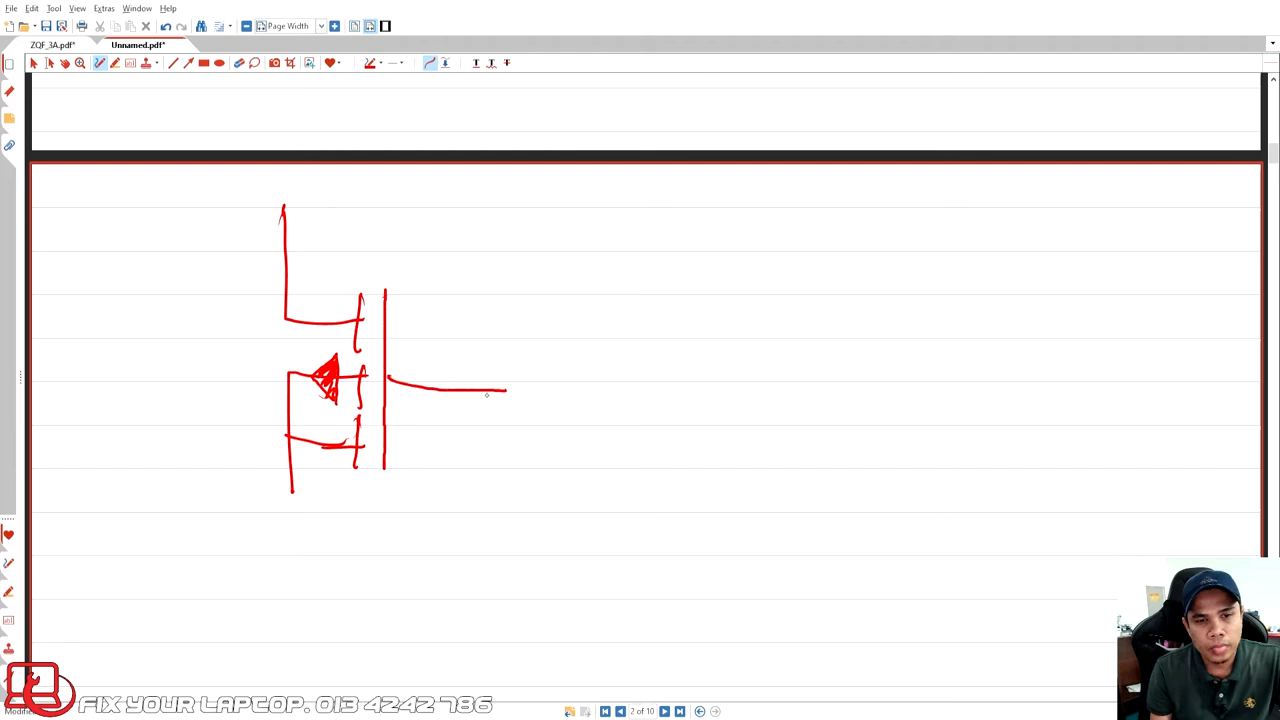 File Edit Tool View Extras Window Help
Page Width
ZQF_3A.pdf* Unnamed.pdf*
2 of 10
FIX YOUR LAPTOP. 013 4242 786